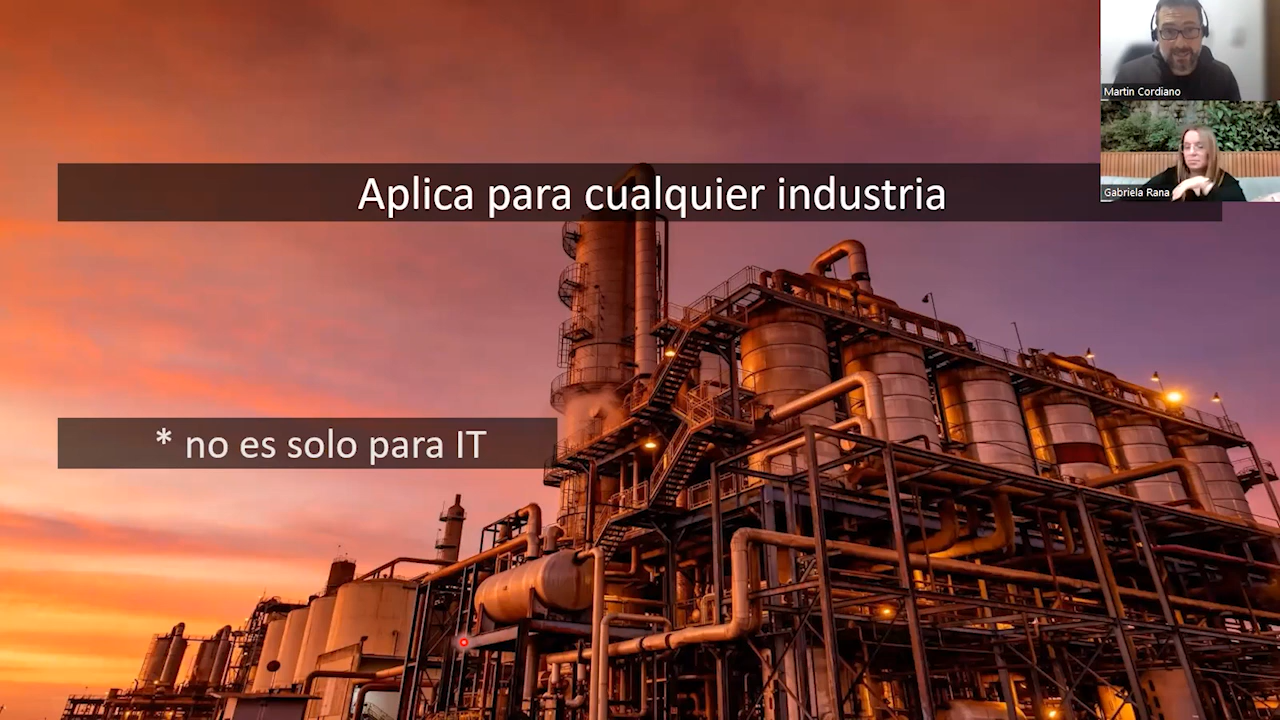 Martin Cordiano
Aplica para cualquier industria
Gabriela Rana
* no es solo para IT